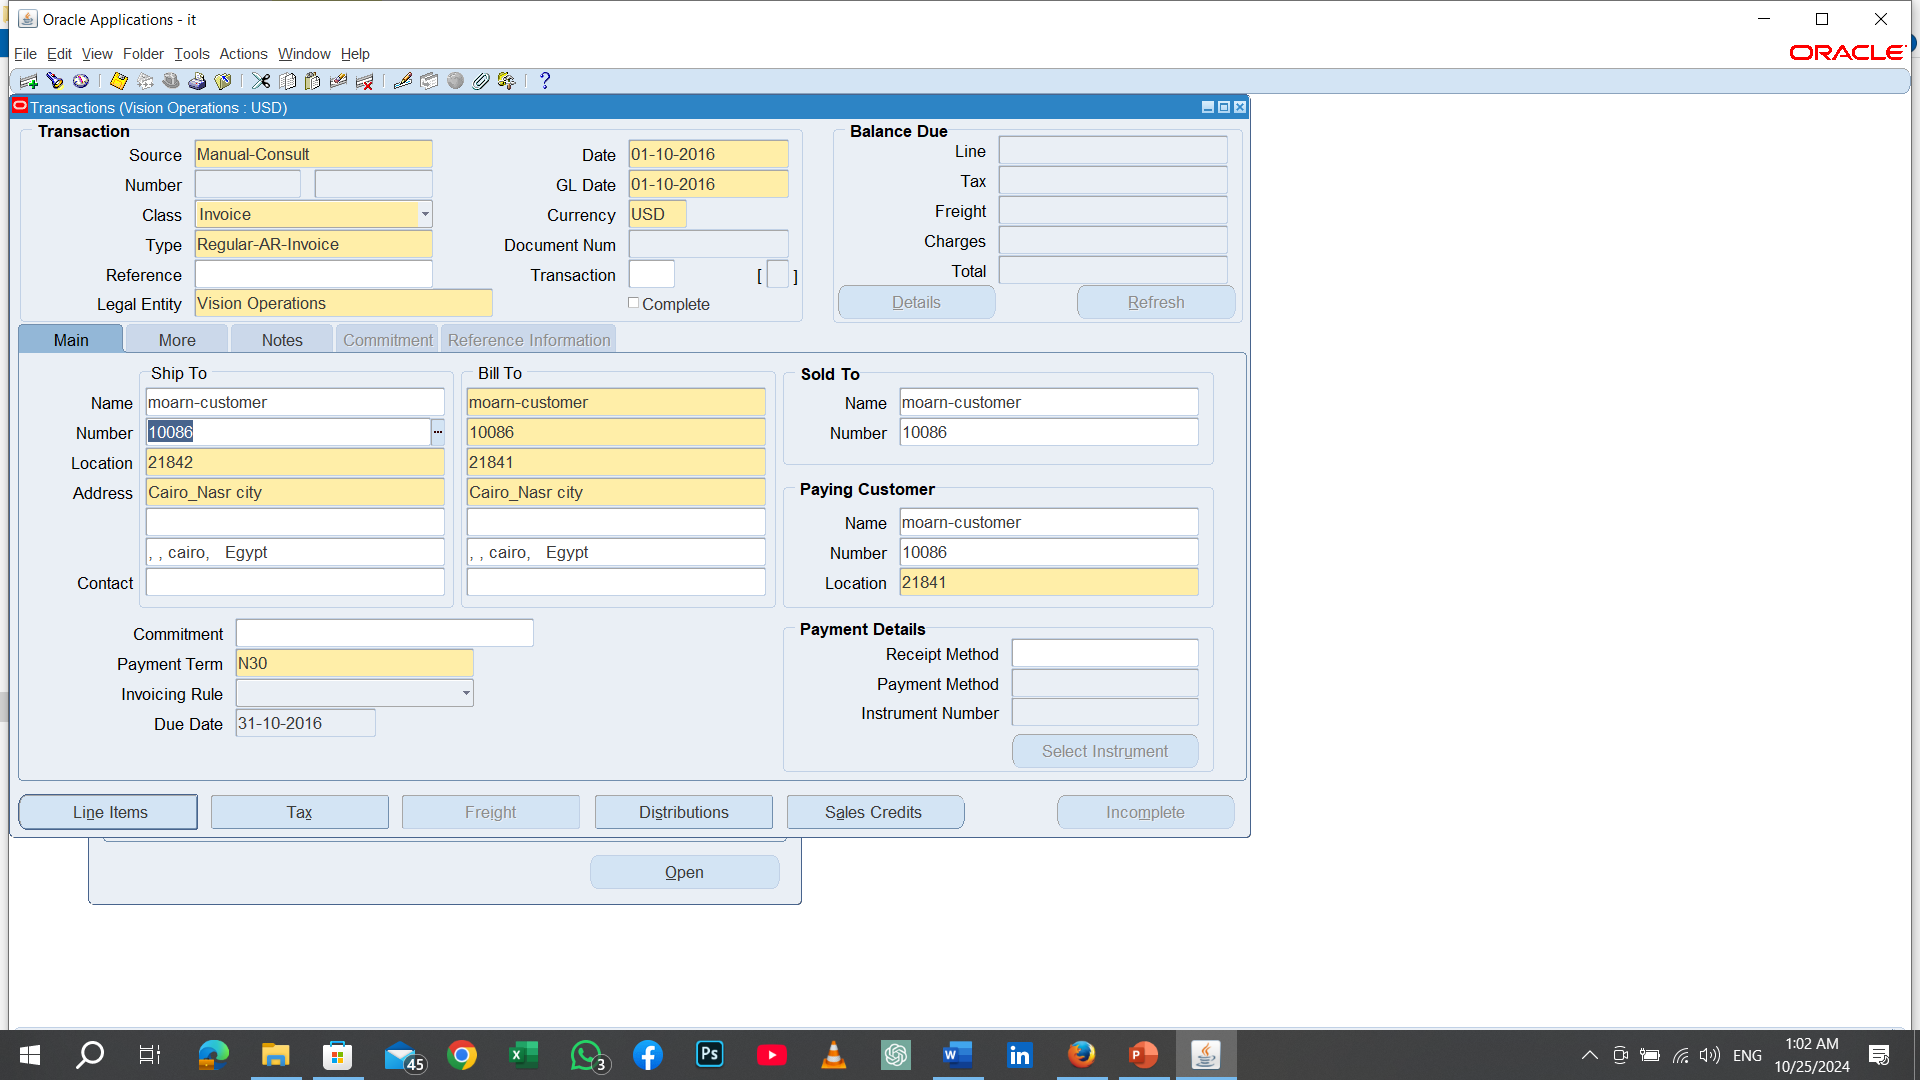 Oracle Applications - it
File Edit View Folder Tools Actions Window Help
ORACLE
Transactions (Vision Operations : USD)
Transaction
Source Manual-Consult
Number
Class Invoice
Type Regular-AR-Invoice
Reference
Legal Entity Vision Operations
Date 01-10-2016
GL Date 01-10-2016
Currency USD
Document Num
Transaction [ ]
Complete
Balance Due
Line
Tax
Freight
Charges
Total
Details Refresh
Main More Notes Commitment Reference Information
Ship To Bill To
Name moarn-customer moarn-customer
Number 10086 ... 10086
Location 21842 21841
Address Cairo_Nasr city Cairo_Nasr city
, , cairo, Egypt , , cairo, Egypt
Contact
Sold To
Name moarn-customer
Number 10086
Paying Customer
Name moarn-customer
Number 10086
Location 21841
Commitment
Payment Term N30
Invoicing Rule
Due Date 31-10-2016
Payment Details
Receipt Method
Payment Method
Instrument Number
Select Instrument
Line Items Tax Freight Distributions Sales Credits Incomplete
Open
45 3 Ps ENG
1:02 AM
10/25/2024